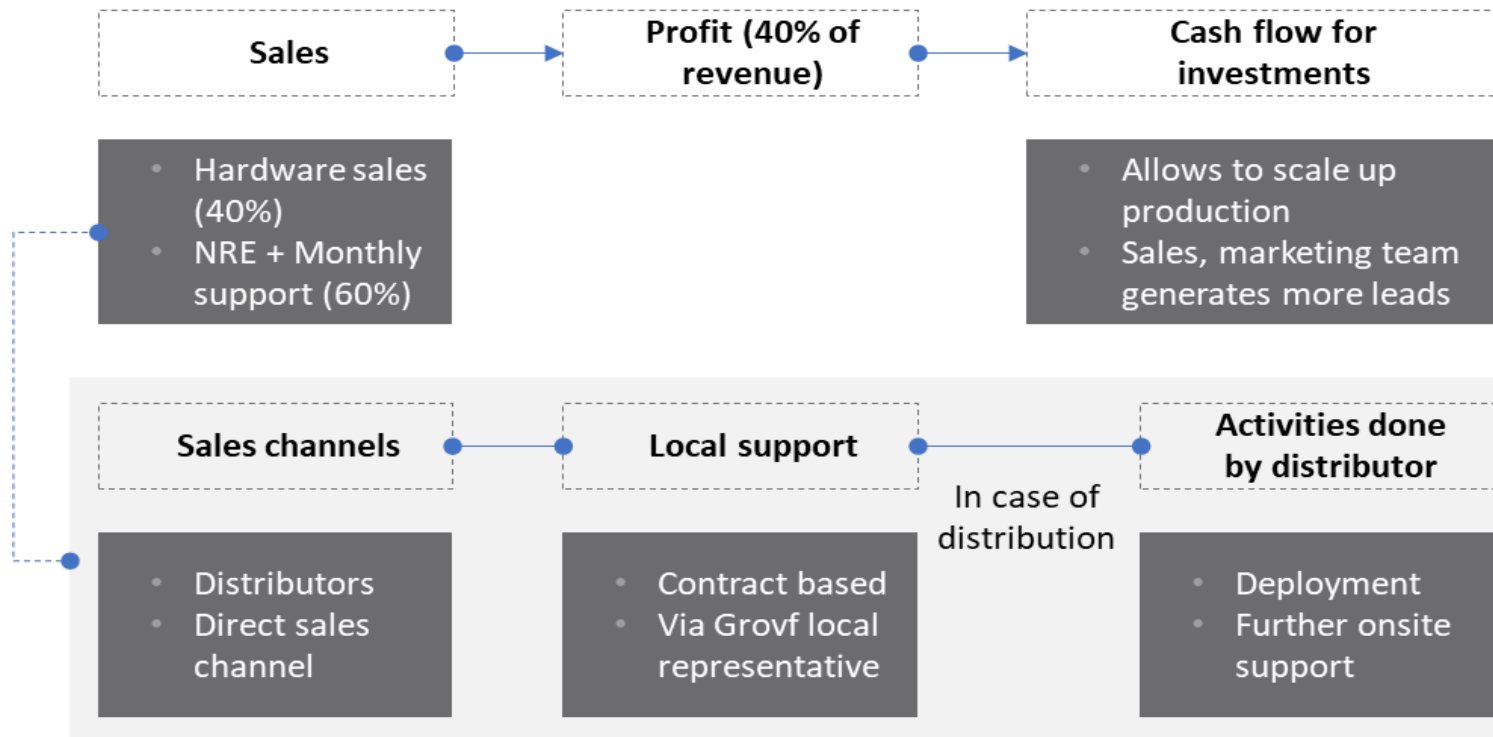 Sales
Profit (40% of
revenue)
Cash flow for
investments
• Hardware sales
(40%)
• NRE + Monthly
support (60%)
• Allows to scale up
production
• Sales, marketing team
generates more leads
Sales channels
Local support
Activities done
by distributor
In case of
distribution
• Distributors
• Direct sales
channel
• Contract based
• Via Grovf local
representative
• Deployment
• Further onsite
support